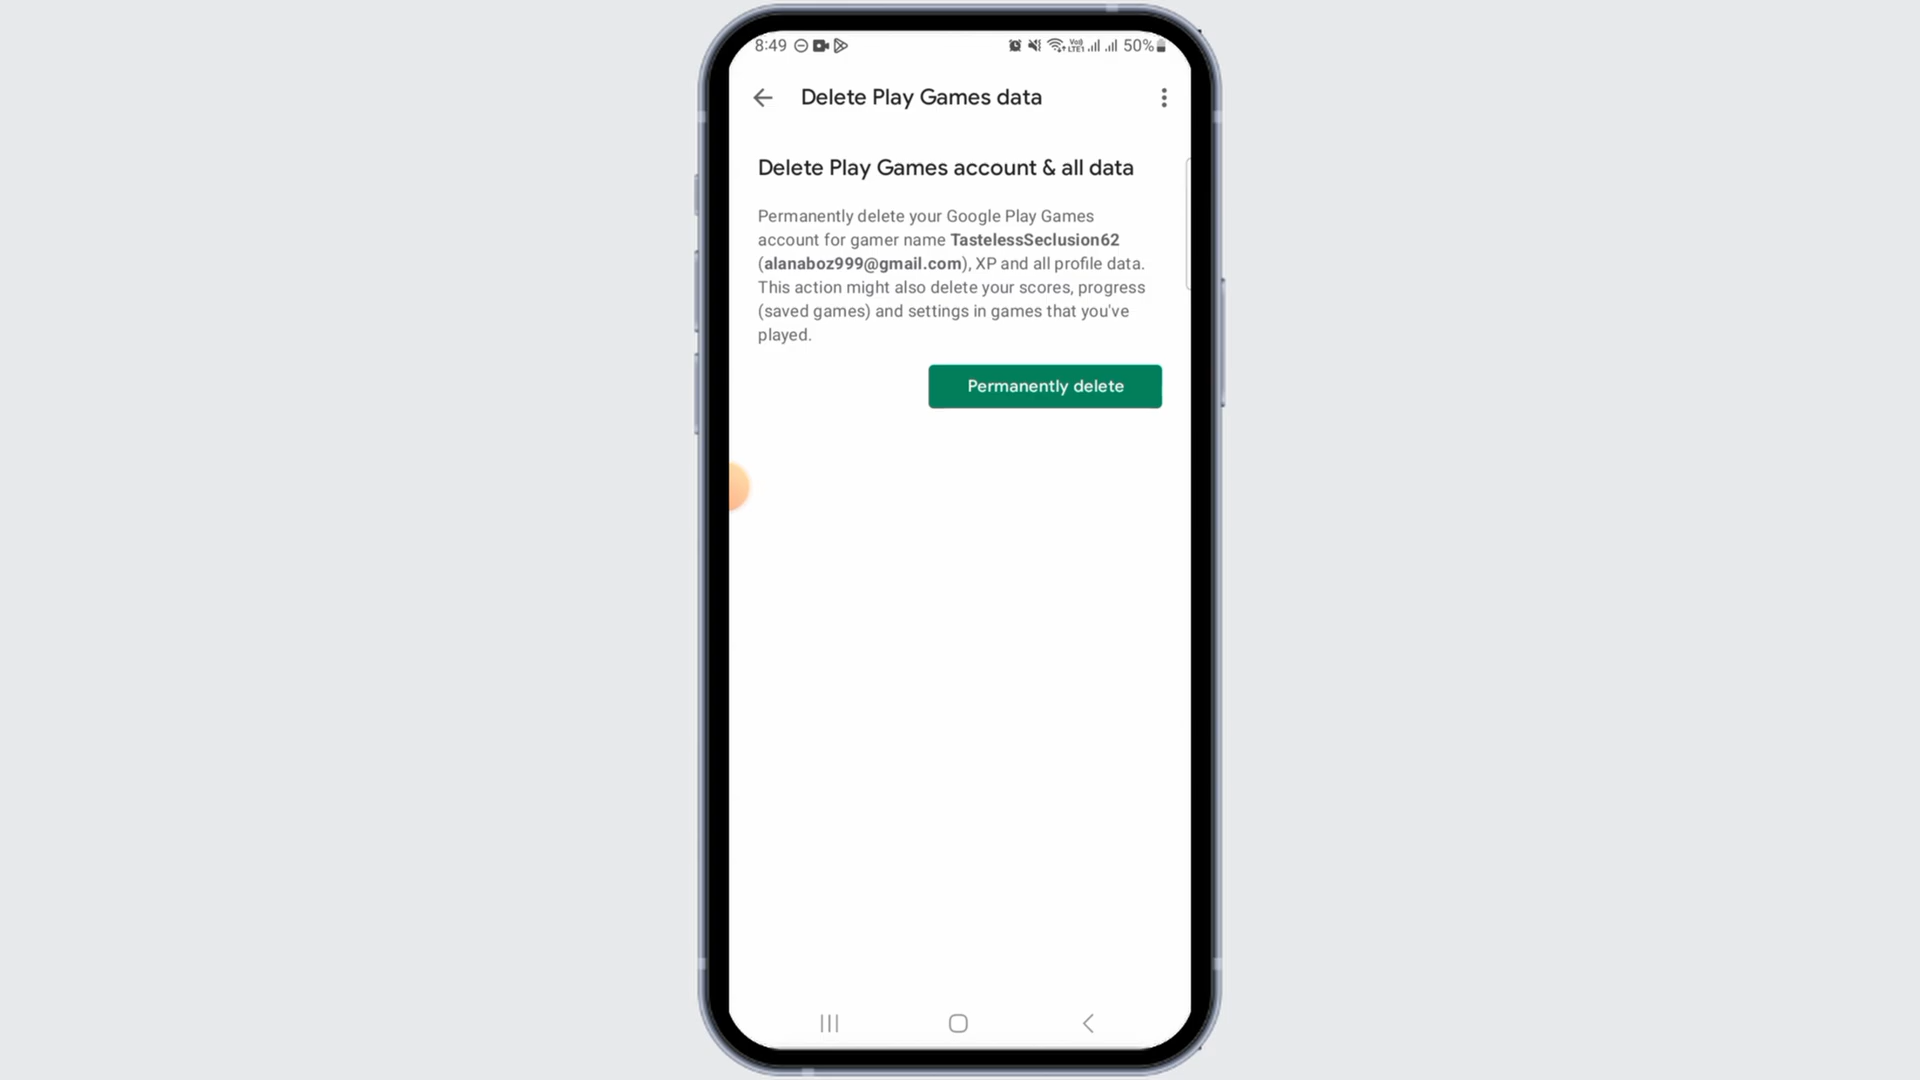 8:49 50%
Delete Play Games data
Delete Play Games account & all data
Permanently delete your Google Play Games
account for gamer name TastelessSeclusion62
(alanaboz999@gmail.com), XP and all profile data.
This action might also delete your scores, progress
(saved games) and settings in games that you've
played.
Permanently delete